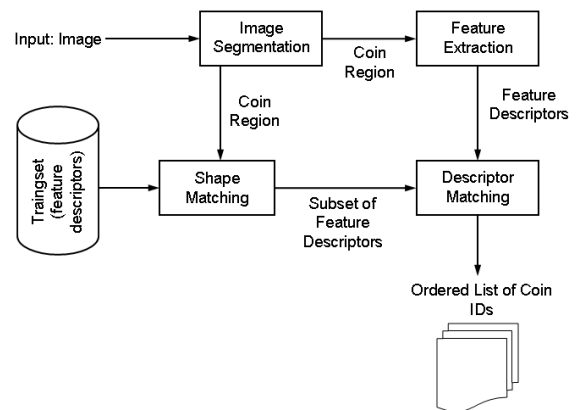 Input: Image
Image
Segmentation
Coin
Region
Feature
Extraction
Coin
Region
Feature
Descriptors
Traingset
(feature
descriptors)
Shape
Matching
Subset of
Feature
Descriptors
Descriptor
Matching
Ordered List of Coin
IDs